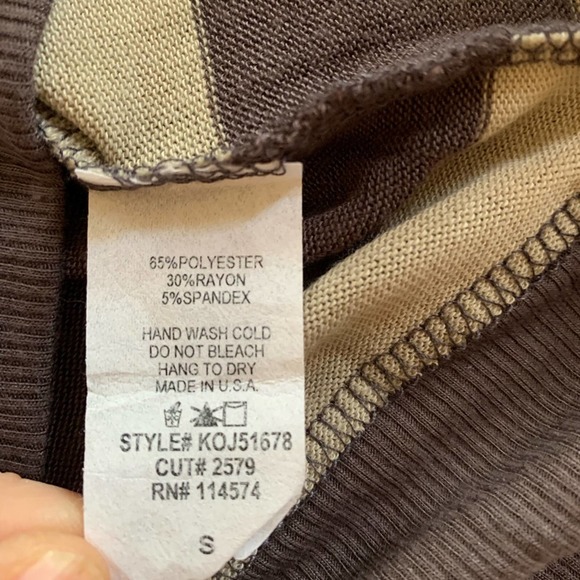 65%POLYESTER
30%RAYON
5%SPANDEX
HAND WASH COLD
DO NOT BLEACH
HANG TO DRY
MADE IN U.S.A.
STYLE# KOJ51678
CUT# 2579
RN# 114574
S